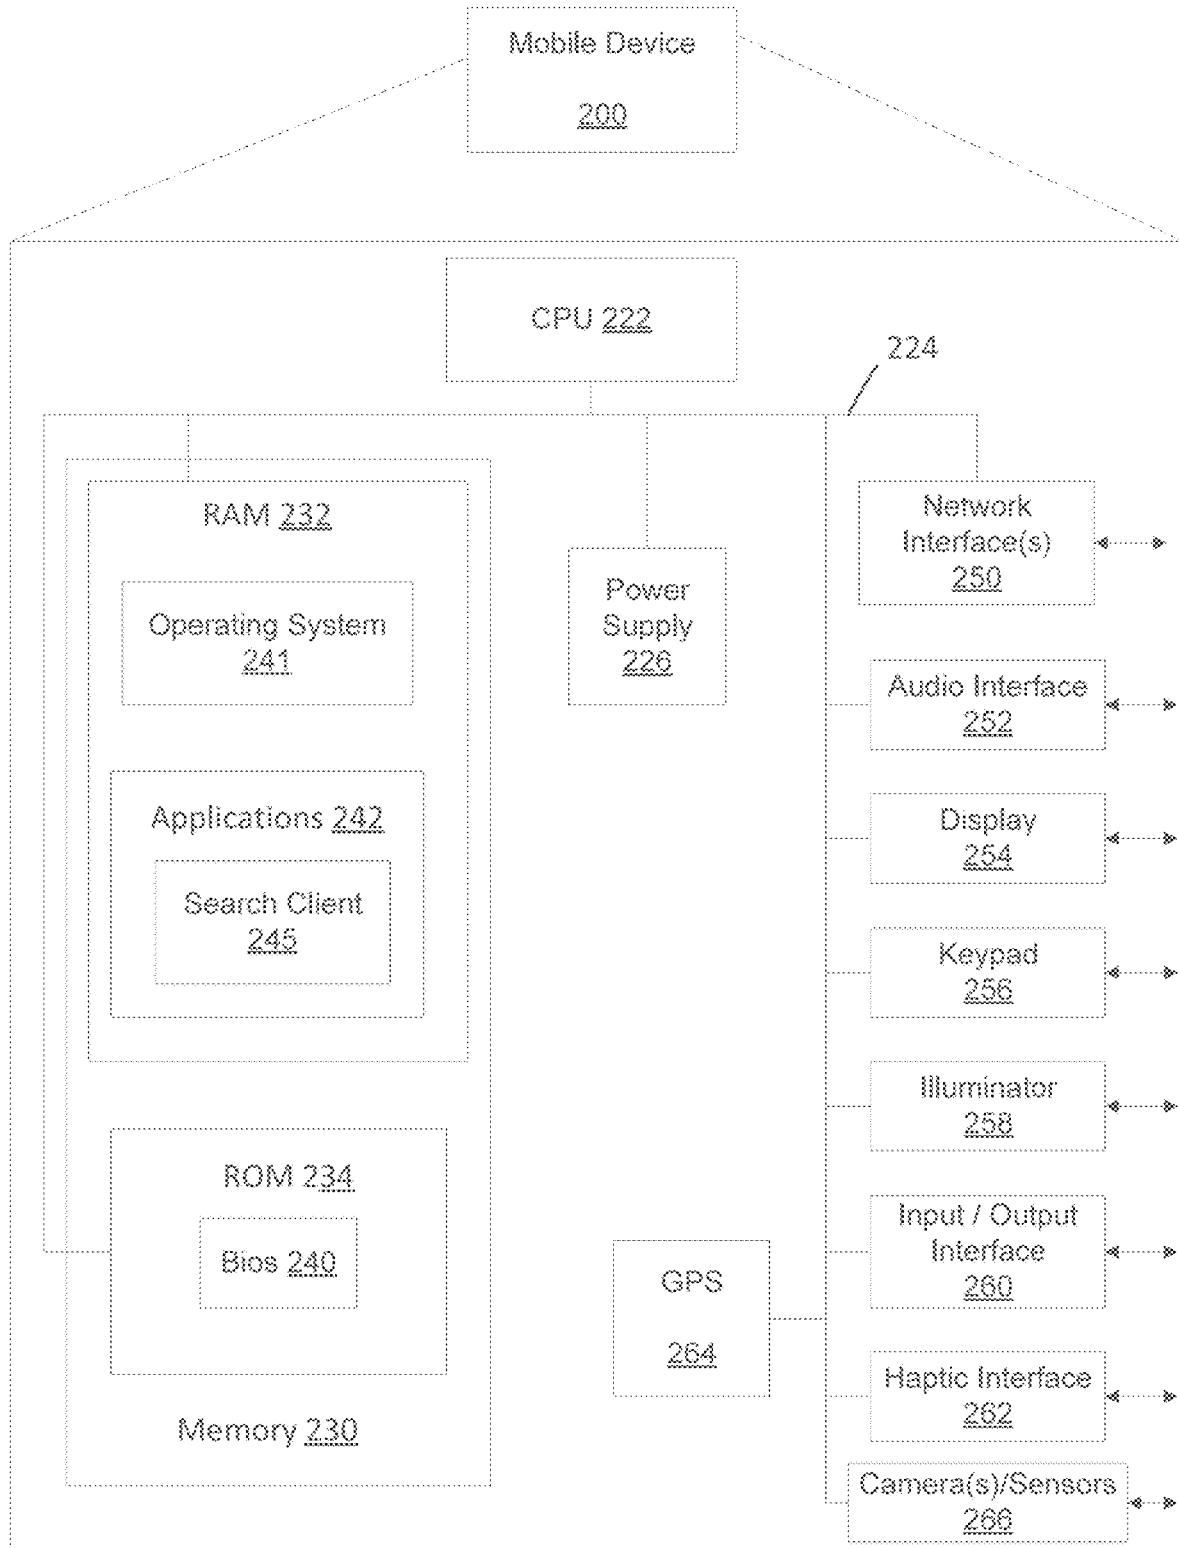 Mobile Device
200
CPU 222
224
RAM 232
Operating System
241
Applications 242
Search Client
245
ROM 234
Bios 240
Memory 230
Power
Supply
226
GPS
264
Network
Interface(s)
250
Audio Interface
252
Display
254
Keypad
256
Illuminator
258
Input / Output
Interface
260
Haptic Interface
262
Camera(s)/Sensors
266